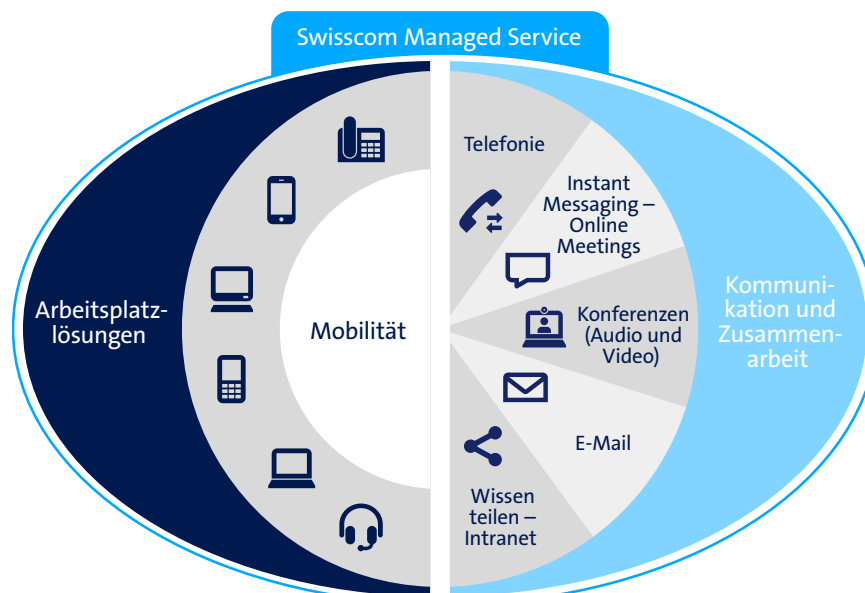 Swisscom Managed Service
Arbeitsplatz-
lösungen
Mobilität
Telefonie
Instant
Messaging –
Online
Meetings
Konferenzen
(Audio und
Video)
E-Mail
Wissen
teilen –
Intranet
Kommuni-
kation und
Zusammen-
arbeit